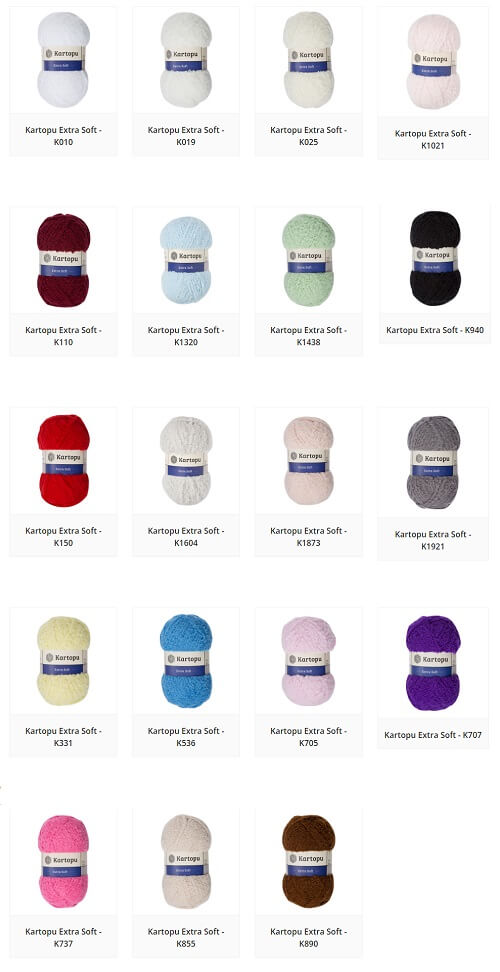 Kartopu
Extra Soft
Kartopu
Extra Soft
Kartopu
Extra Soft
Kartopu
Extra Soft
Kartopu Extra Soft -
K010
Kartopu Extra Soft -
K019
Kartopu Extra Soft -
K025
Kartopu Extra Soft -
K1021
Kartopu
Extra Soft
Kartopu
Extra Soft
Kartopu
Extra Soft
Kartopu
Extra Soft
Kartopu Extra Soft -
K110
Kartopu Extra Soft -
K1320
Kartopu Extra Soft -
K1438
Kartopu Extra Soft - K940
Kartopu
Extra Soft
Kartopu
Extra Soft
Kartopu
Extra Soft
Kartopu
Extra Soft
Kartopu Extra Soft -
K150
Kartopu Extra Soft -
K1604
Kartopu Extra Soft -
K1873
Kartopu Extra Soft -
K1921
Kartopu
Extra Soft
Kartopu
Extra Soft
Kartopu
Extra Soft
Kartopu
Extra Soft
Kartopu Extra Soft -
K331
Kartopu Extra Soft -
K536
Kartopu Extra Soft -
K705
Kartopu Extra Soft - K707
Kartopu
Extra Soft
Kartopu
Extra Soft
Kartopu
Extra Soft
Kartopu Extra Soft -
K737
Kartopu Extra Soft -
K855
Kartopu Extra Soft -
K890